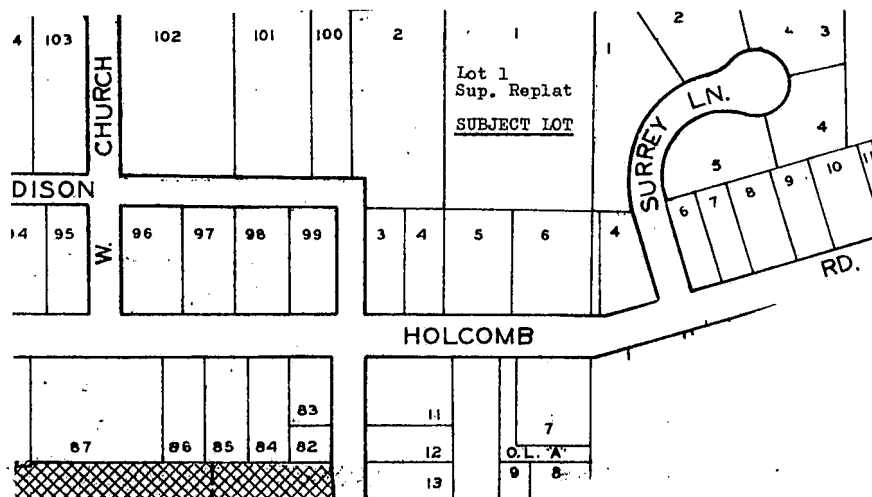 4 103 102 101 100 2 1 1 2 4 3
Lot 1
Sup. Replat
SUBJECT LOT
CHURCH
SURREY LN.
4
5
DISON
6 7 8 9 10 11
94 95 W. 96 97 98 99 3 4 5 6 4
RD.
HOLCOMB
83 11 7
87 86 85 84 82 12 O.L. "A"
13 9 8